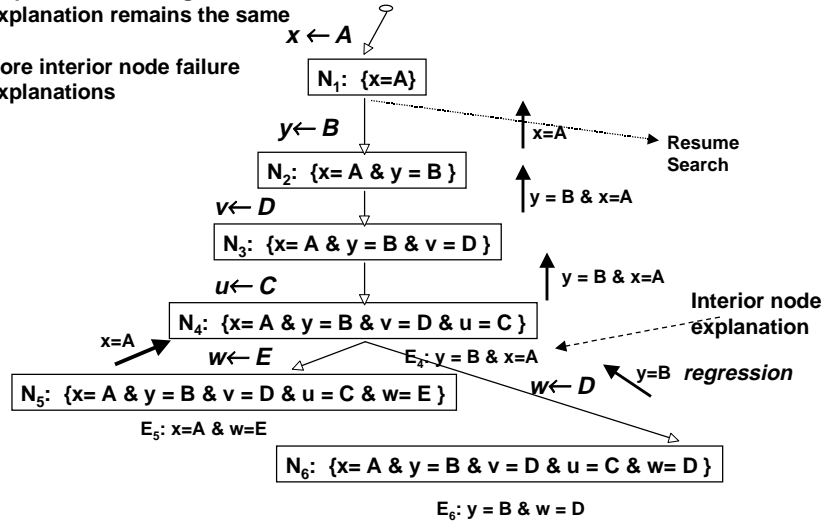 xplanation remains the same
ore interior node failure
xplanations
x ← A
N1: {x=A}
x=A
Resume
Search
y← B
N2: {x= A & y = B }
y = B & x=A
v← D
N3: {x= A & y = B & v = D }
u← C
y = B & x=A
Interior node
explanation
N4: {x= A & y = B & v = D & u = C }
x=A
w← E
E4: y = B & x=A
w← D
y=B regression
N5: {x= A & y = B & v = D & u = C & w= E }
E5: x=A & w=E
N6: {x= A & y = B & v = D & u = C & w= D }
E6: y = B & w = D